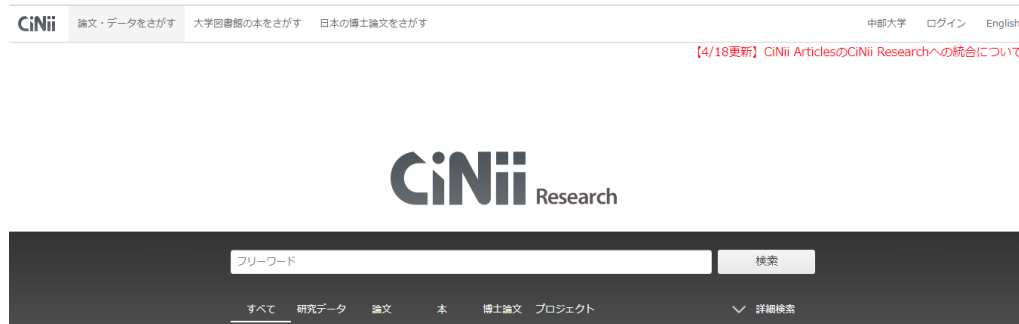 CiNii 論文・データをさがす 大学図書館の本をさがす 日本の博士論文をさがす 中部大学 ログイン English
【4/18更新】CiNii ArticlesのCiNii Researchへの統合について
CiNii Research
フリーワード 検索
すべて 研究データ 論文 本 博士論文 プロジェクト 詳細検索